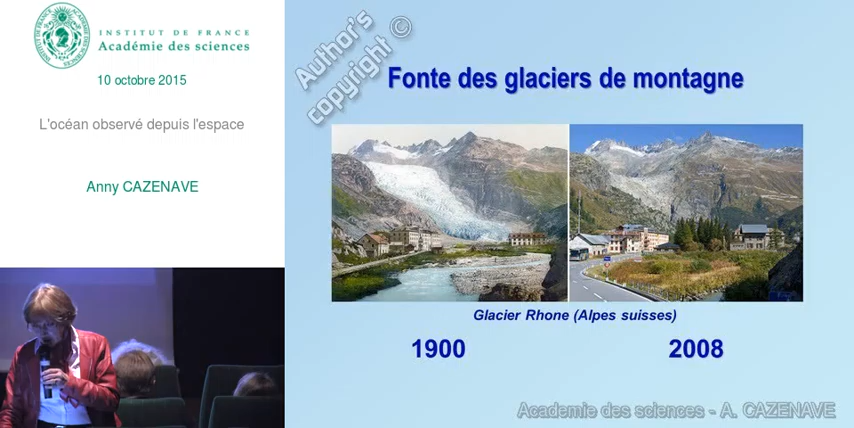 INSTITUT DE FRANCE
Académie des sciences
10 octobre 2015
L'océan observé depuis l'espace
Anny CAZENAVE
Author's
copyright ©
Fonte des glaciers de montagne
Glacier Rhone (Alpes suisses)
1900
2008
Academie des sciences - A. CAZENAVE